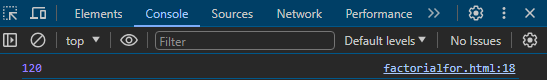 Elements Console Sources Network Performance
top Filter Default levels No Issues
120 factorialfor.html:18